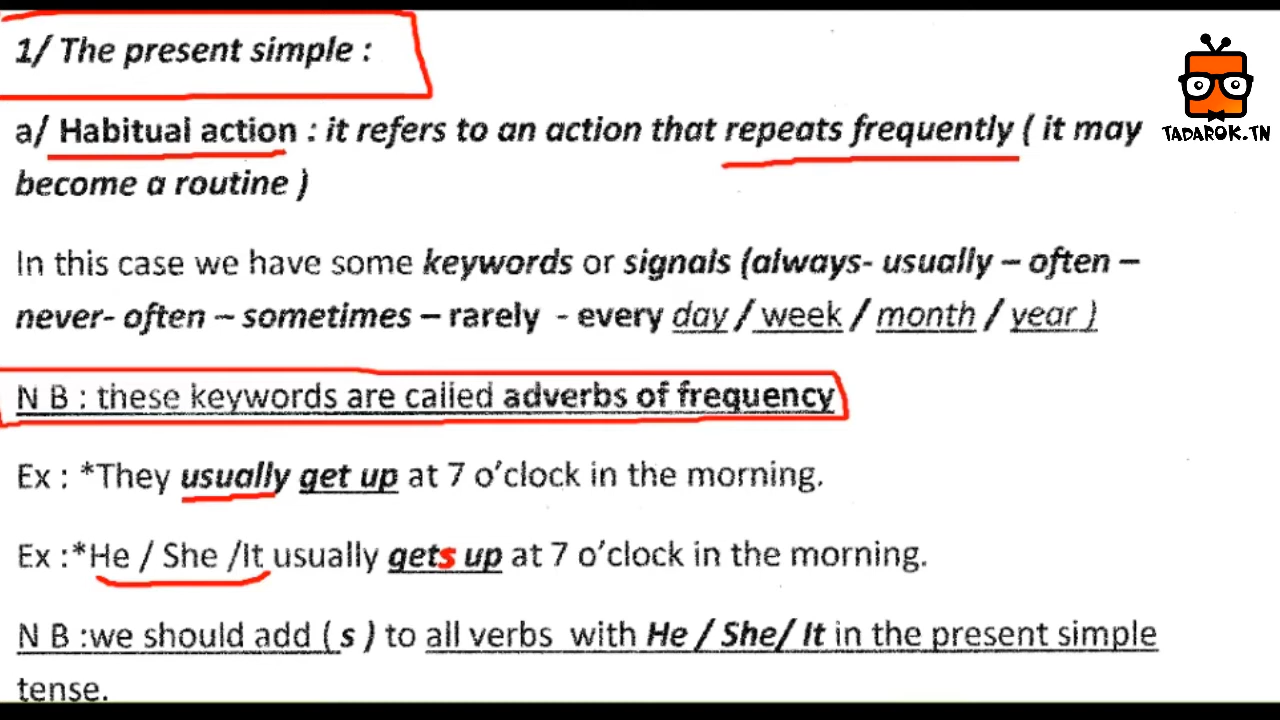 1/ The present simple :
TADAROK.TN
a/ Habitual action : it refers to an action that repeats frequently ( it may
become a routine )
In this case we have some keywords or signals (always- usually – often –
never- often – sometimes – rarely - every day / week / month / year )
N B : these keywords are called adverbs of frequency
Ex : *They usually get up at 7 o’clock in the morning.
Ex :*He / She /It usually gets up at 7 o’clock in the morning.
N B :we should add ( s ) to all verbs with He / She/ It in the present simple
tense.